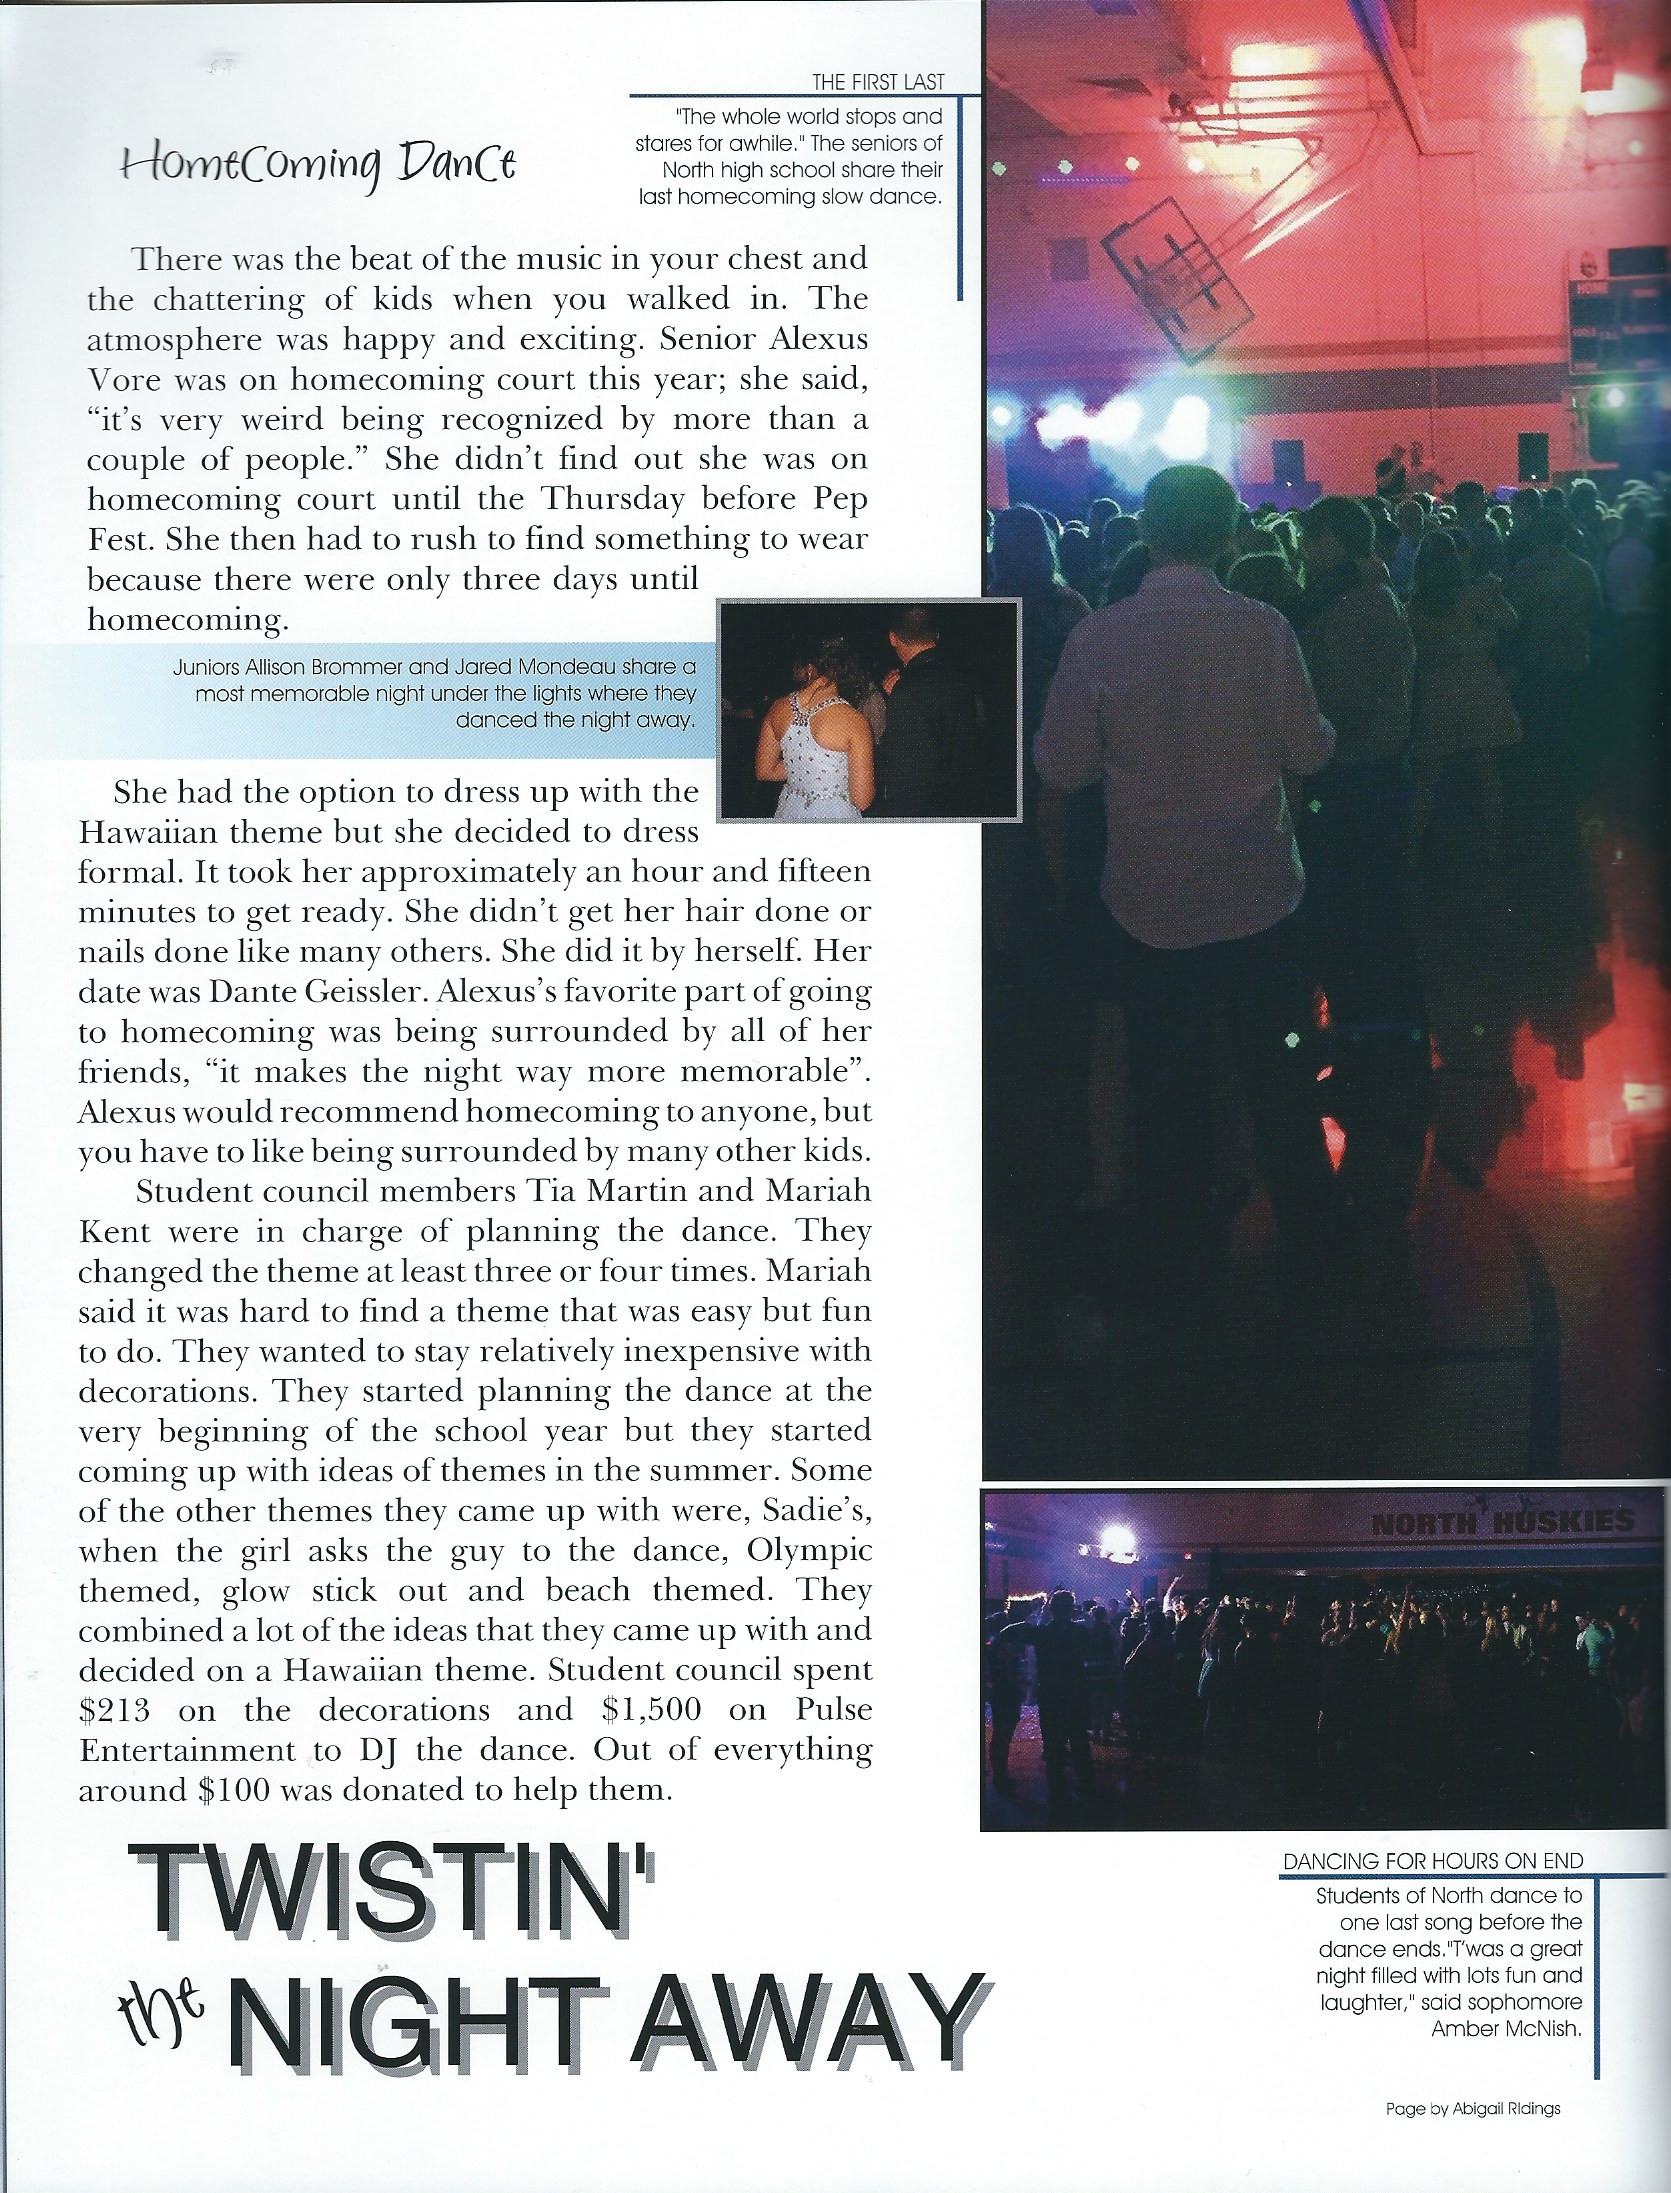 THE FIRST LAST
"The whole world stops and
stares for awhile." The seniors of
North high school share their
last homecoming slow dance.
Homecoming Dance
There was the beat of the music in your chest and
the chattering of kids when you walked in. The
atmosphere was happy and exciting. Senior Alexus
Vore was on homecoming court this year; she said,
“it’s very weird being recognized by more than a
couple of people.” She didn’t find out she was on
homecoming court until the Thursday before Pep
Fest. She then had to rush to find something to wear
because there were only three days until
homecoming.
Juniors Allison Brommer and Jared Mondeau share a
most memorable night under the lights where they
danced the night away.
She had the option to dress up with the
Hawaiian theme but she decided to dress
formal. It took her approximately an hour and fifteen
minutes to get ready. She didn’t get her hair done or
nails done like many others. She did it by herself. Her
date was Dante Geissler. Alexus’s favorite part of going
to homecoming was being surrounded by all of her
friends, “it makes the night way more memorable”.
Alexus would recommend homecoming to anyone, but
you have to like being surrounded by many other kids.
Student council members Tia Martin and Mariah
Kent were in charge of planning the dance. They
changed the theme at least three or four times. Mariah
said it was hard to find a theme that was easy but fun
to do. They wanted to stay relatively inexpensive with
decorations. They started planning the dance at the
very beginning of the school year but they started
coming up with ideas of themes in the summer. Some
of the other themes they came up with were, Sadie’s,
when the girl asks the guy to the dance, Olympic
themed, glow stick out and beach themed. They
combined a lot of the ideas that they came up with and
decided on a Hawaiian theme. Student council spent
$213 on the decorations and $1,500 on Pulse
Entertainment to DJ the dance. Out of everything
around $100 was donated to help them.
TWISTIN'
the NIGHT AWAY
HOME
NORTH HUSKIES
DANCING FOR HOURS ON END
Students of North dance to
one last song before the
dance ends."T'was a great
night filled with lots fun and
laughter," said sophomore
Amber McNish.
Page by Abigail RIdings